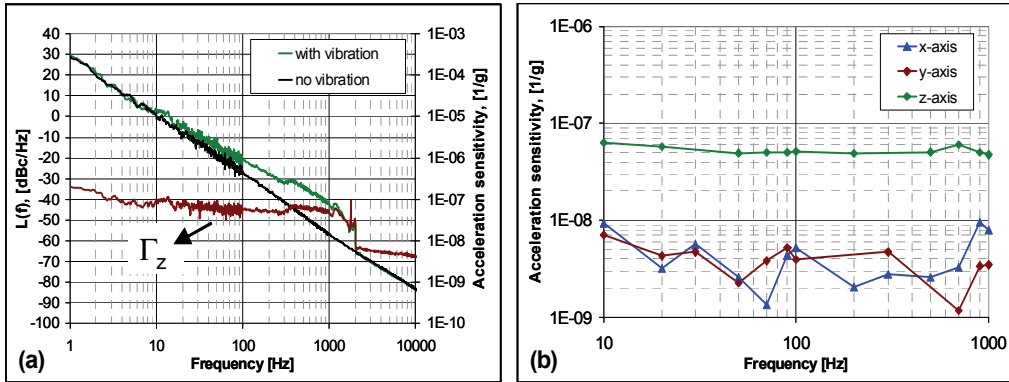 40
30
20
10
0
-10
-20
-30
-40
-50
-60
-70
-80
-90
-100
L(f), [dBc/Hz]
with vibration
no vibration
Γz
1E-03
1E-04
1E-05
1E-06
1E-07
1E-08
1E-09
1E-10
Acceleration sensitivity, [1/g]
1 10 100 1000 10000
Frequency [Hz]
(a)
1E-06
1E-07
1E-08
1E-09
Acceleration sensitivity, [1/g]
x-axis
y-axis
z-axis
10 100 1000
Frequency [Hz]
(b)